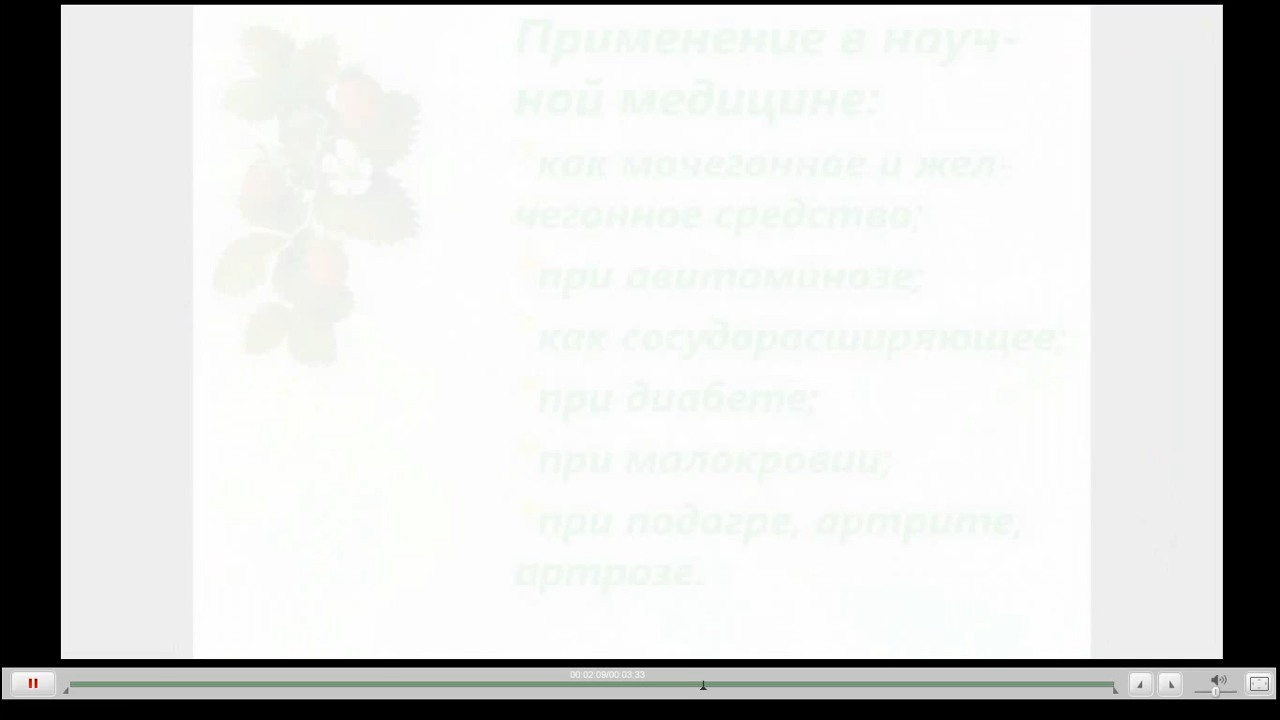 Применение в науч-
ной медицине:
* как мочегонное и жел-
чегонное средство;
* при авитаминозе;
* как сосудорасширяющее;
* при диабете;
* при малокровии;
* при подагре, артрите,
артрозе.
00:02:09/00:03:33